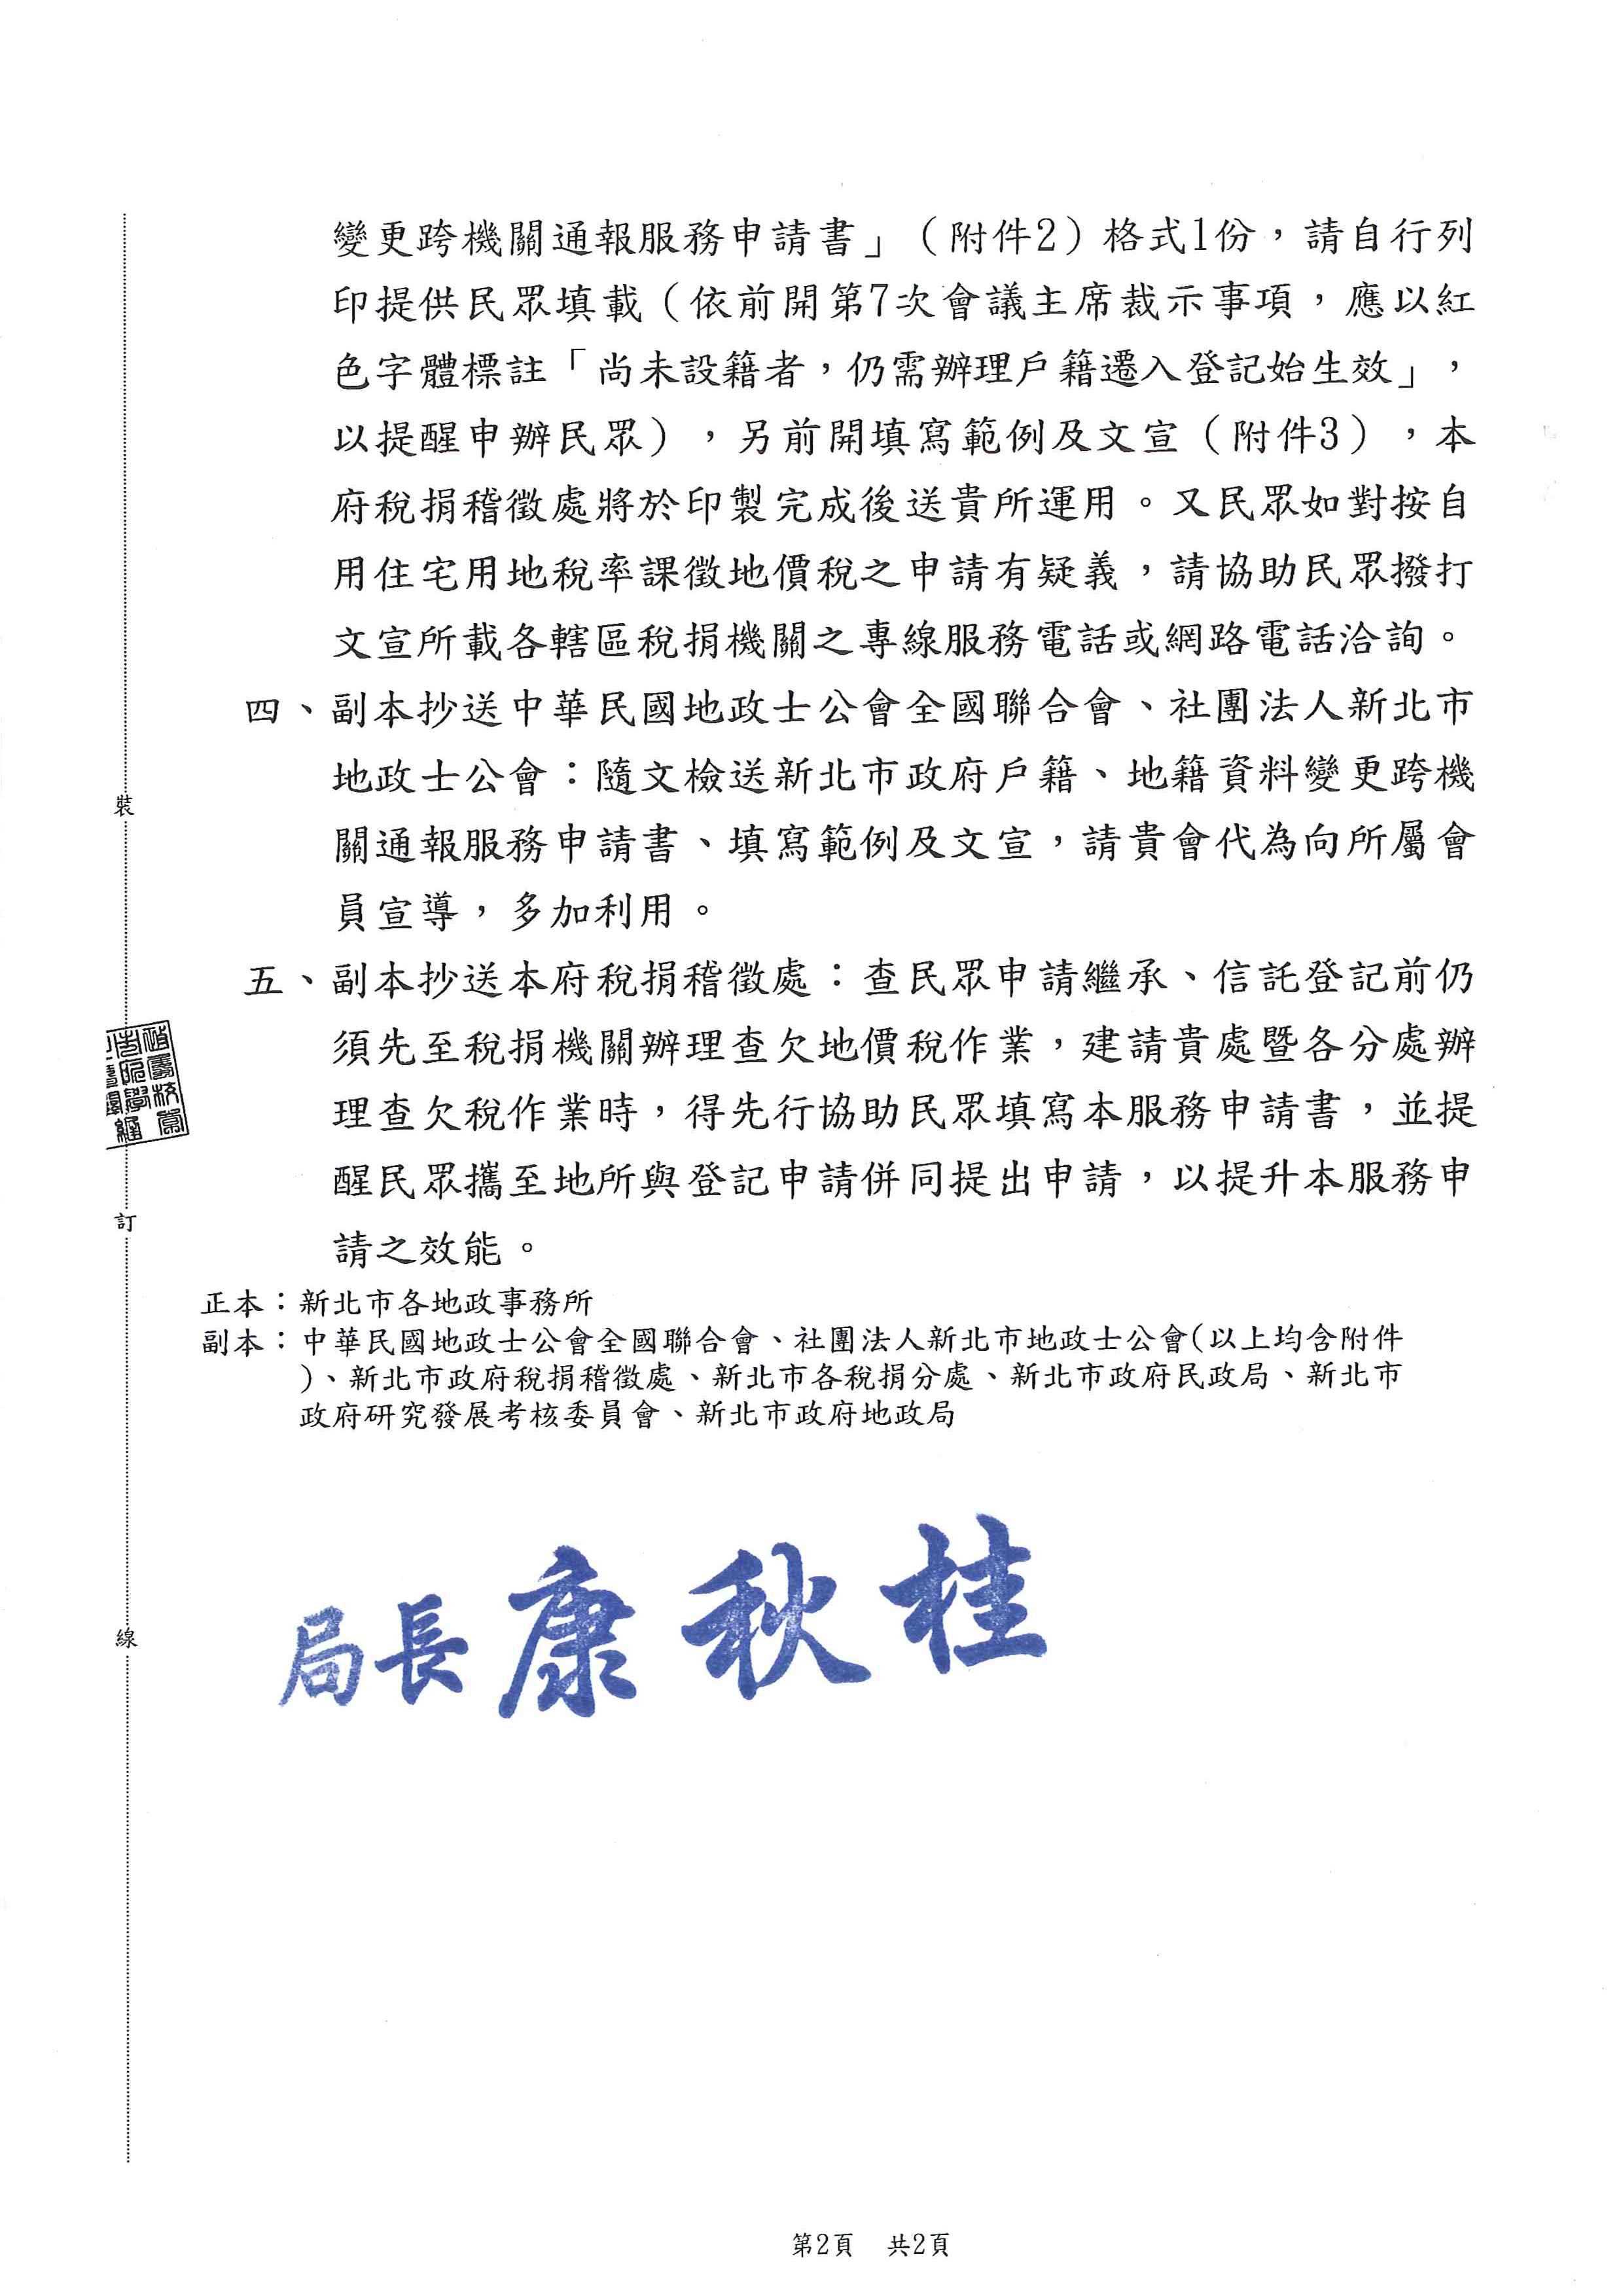 變更跨機關通報服務申請書」（附件2）格式1份，請自行列
印提供民眾填載（依前開第7次會議主席裁示事項，應以紅
色字體標註「尚未設籍者，仍需辦理戶籍遷入登記始生效」，
以提醒申辦民眾），另前開填寫範例及文宣（附件3），本
府稅捐稽徵處將於印製完成後送貴所運用。又民眾如對按自
用住宅用地稅率課徵地價稅之申請有疑義，請協助民眾撥打
文宣所載各轄區稅捐機關之專線服務電話或網路電話洽詢。
四、副本抄送中華民國地政士公會全國聯合會、社團法人新北市
地政士公會：隨文檢送新北市政府戶籍、地籍資料變更跨機
關通報服務申請書、填寫範例及文宣，請貴會代為向所屬會
員宣導，多加利用。
五、副本抄送本府稅捐稽徵處：查民眾申請繼承、信託登記前仍
須先至稅捐機關辦理查欠地價稅作業，建請貴處暨各分處辦
理查欠稅作業時，得先行協助民眾填寫本服務申請書，並提
醒民眾攜至地所與登記申請併同提出申請，以提升本服務申
請之效能。
正本：新北市各地政事務所
副本：中華民國地政士公會全國聯合會、社團法人新北市地政士公會(以上均含附件
)、新北市政府稅捐稽徵處、新北市各稅捐分處、新北市政府民政局、新北市
政府研究發展考核委員會、新北市政府地政局
局長康秋桂
裝
訂
線
第2頁 共2頁